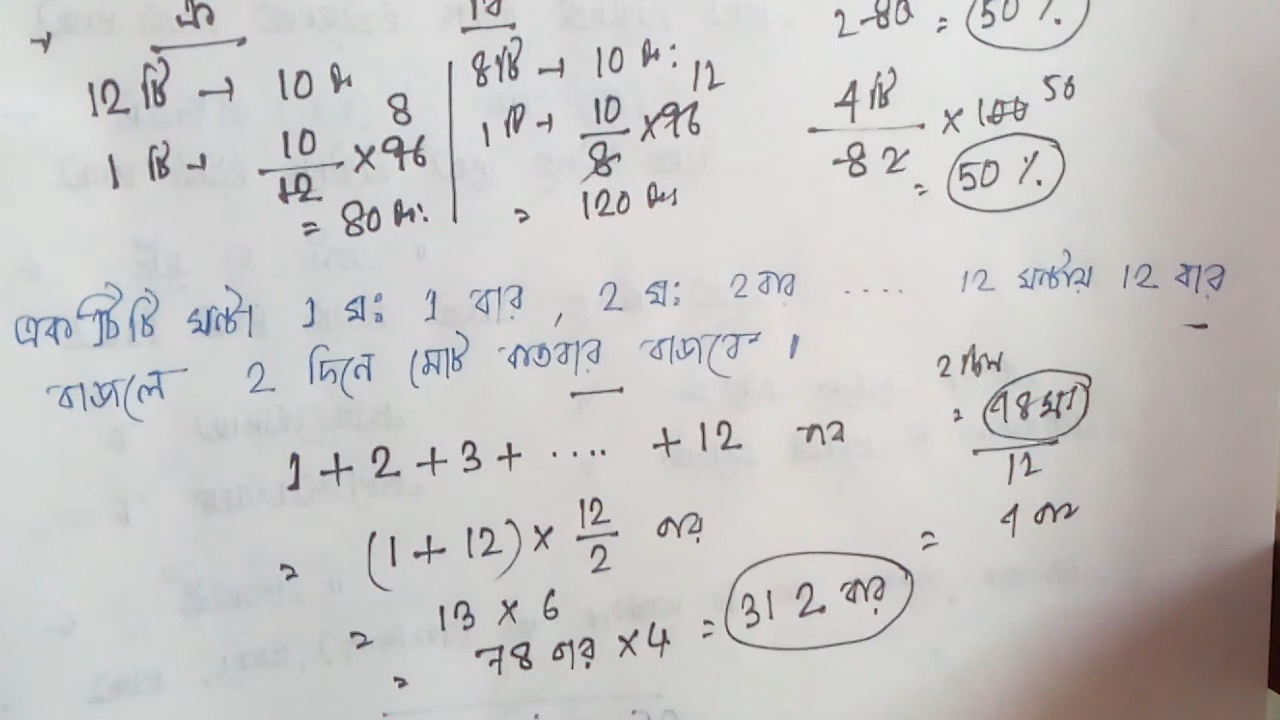 12 টি → 10 টা
1 টি → 10/12 × 96 8
= 80 টা:
8 টি → 10 টা:
1 টি → 10/8 × 96 12
= 120 টাঃ
2-80 = 50 %
4 টি/82 × 100 50
= 50 %
একটি ঘন্টা 1 ঘঃ 1 বার, 2 ঘঃ 2 বার .... 12 ঘন্টায় 12 বার
বাজলে 2 দিনে মোট কতবার বাজবে।
1 + 2 + 3 + .... + 12 বার
= (1 + 12) × 12/2 বার
= 13 × 6
= 78 বার × 4 = 312 বার
2 দিন
= 48 ঘা/12
= 4 বার